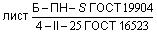 лист
Б – ПН – S ГОСТ 19904
4 – II – 25 ГОСТ 16523